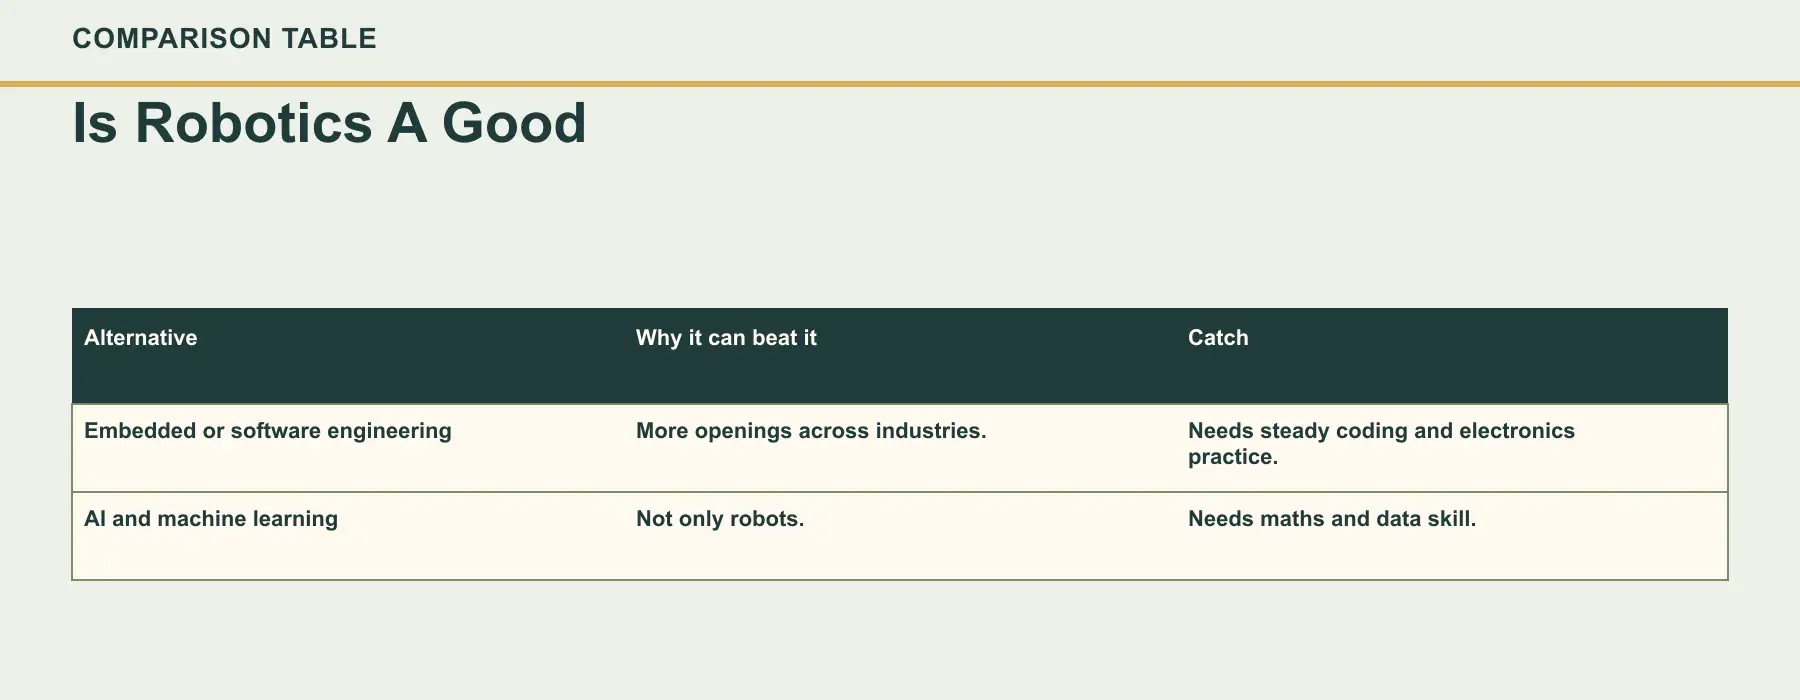 COMPARISON TABLE
Is Robotics A Good
Alternative Why it can beat it Catch
Embedded or software engineering More openings across industries. Needs steady coding and electronics
practice.
AI and machine learning Not only robots. Needs maths and data skill.